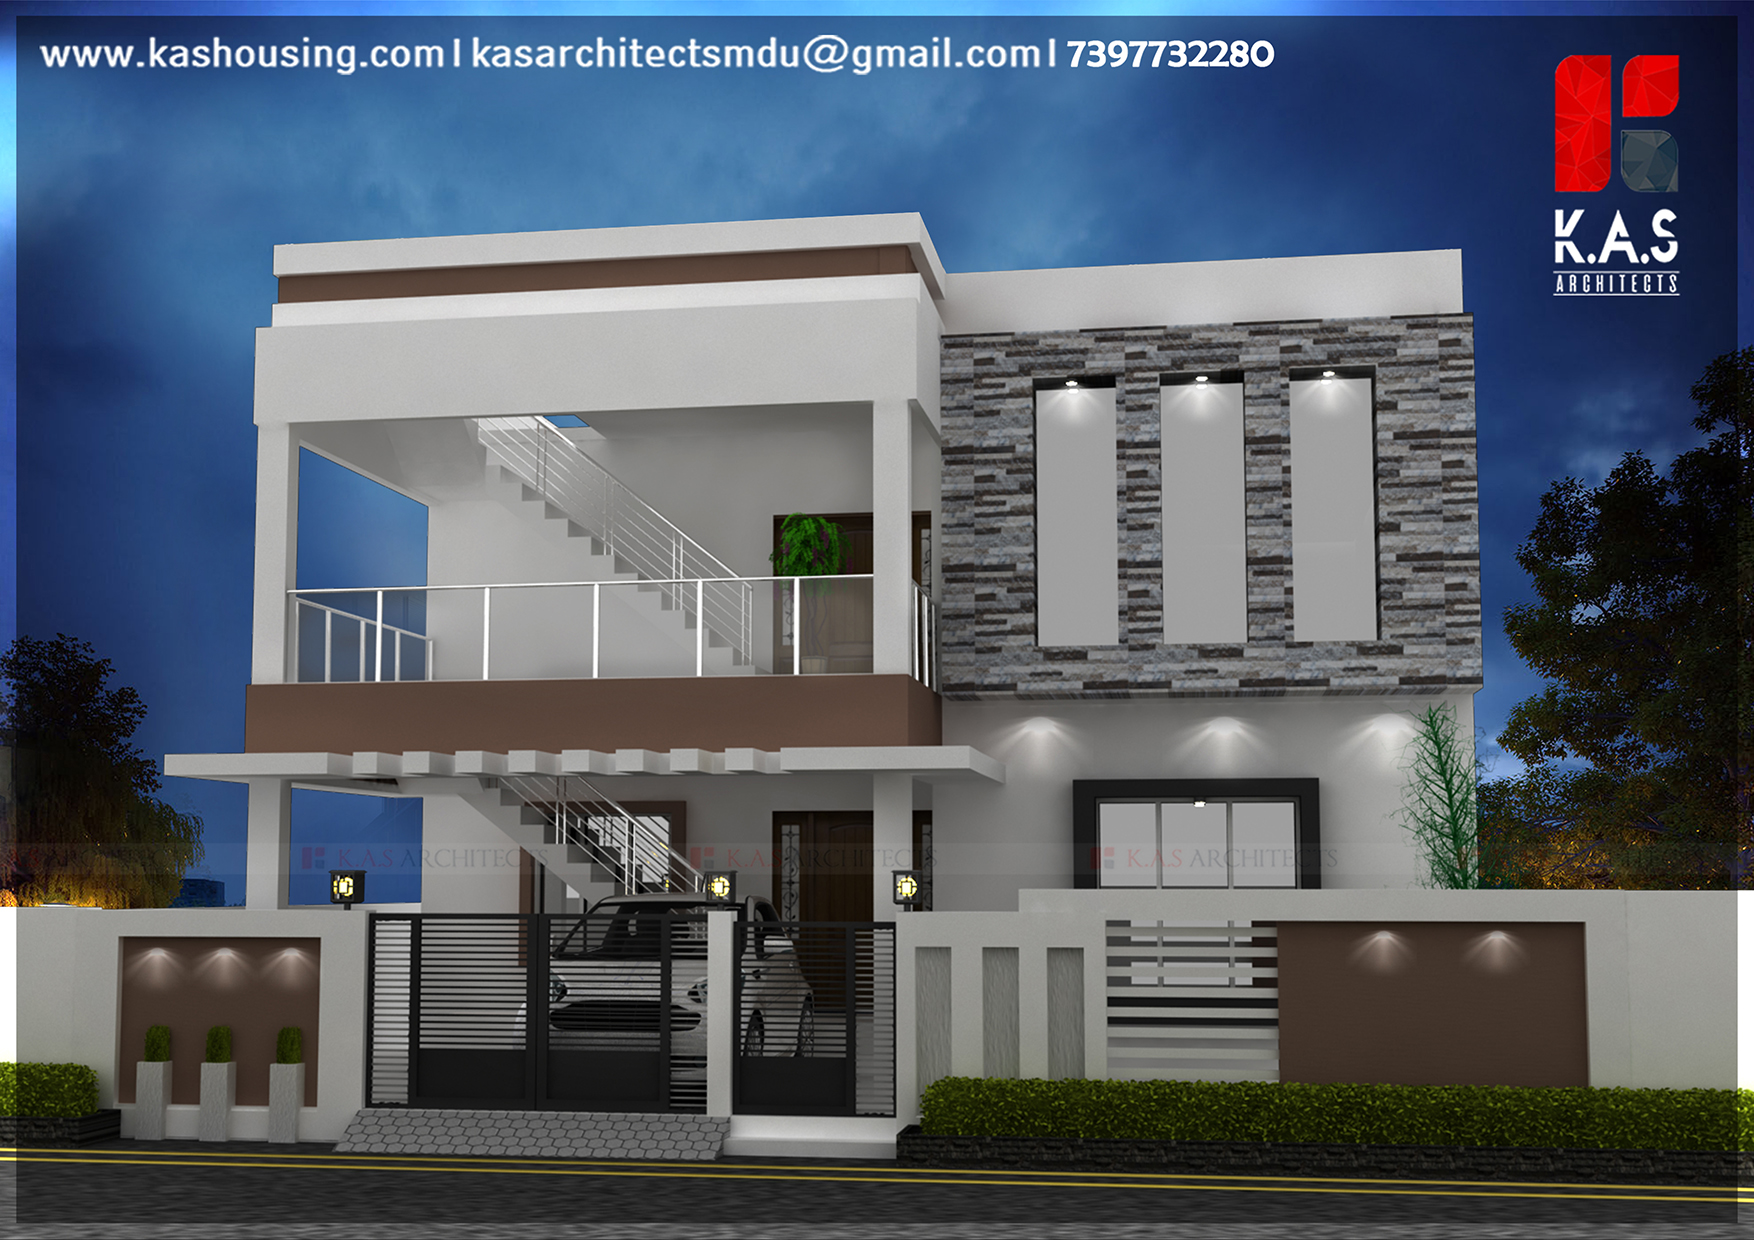 www.kashousing.com | kasarchitectsmdu@gmail.com | 7397732280
K.A.S
ARCHITECTS
K.A.S ARCHITECTS K.A.S ARCHITECTS K.A.S ARCHITECTS